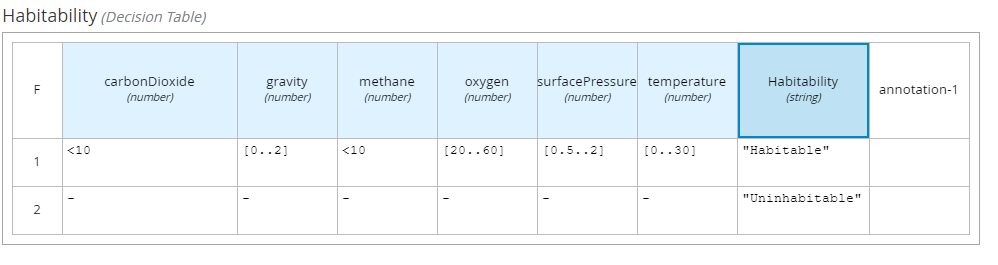 Habitability (Decision Table)
F carbonDioxide (number) gravity (number) methane (number) oxygen (number) surfacePressure (number) temperature (number) Habitability (string) annotation-1
1 <10 [0..2] <10 [20..60] [0.5..2] [0..30] "Habitable"
2 - - - - - - "Uninhabitable"